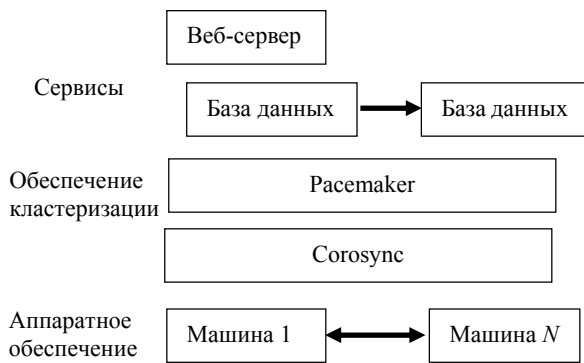 Веб-сервер
Сервисы
База данных
База данных
Обеспечение
кластеризации
Pacemaker
Corosync
Аппаратное
обеспечение
Машина 1
Машина N